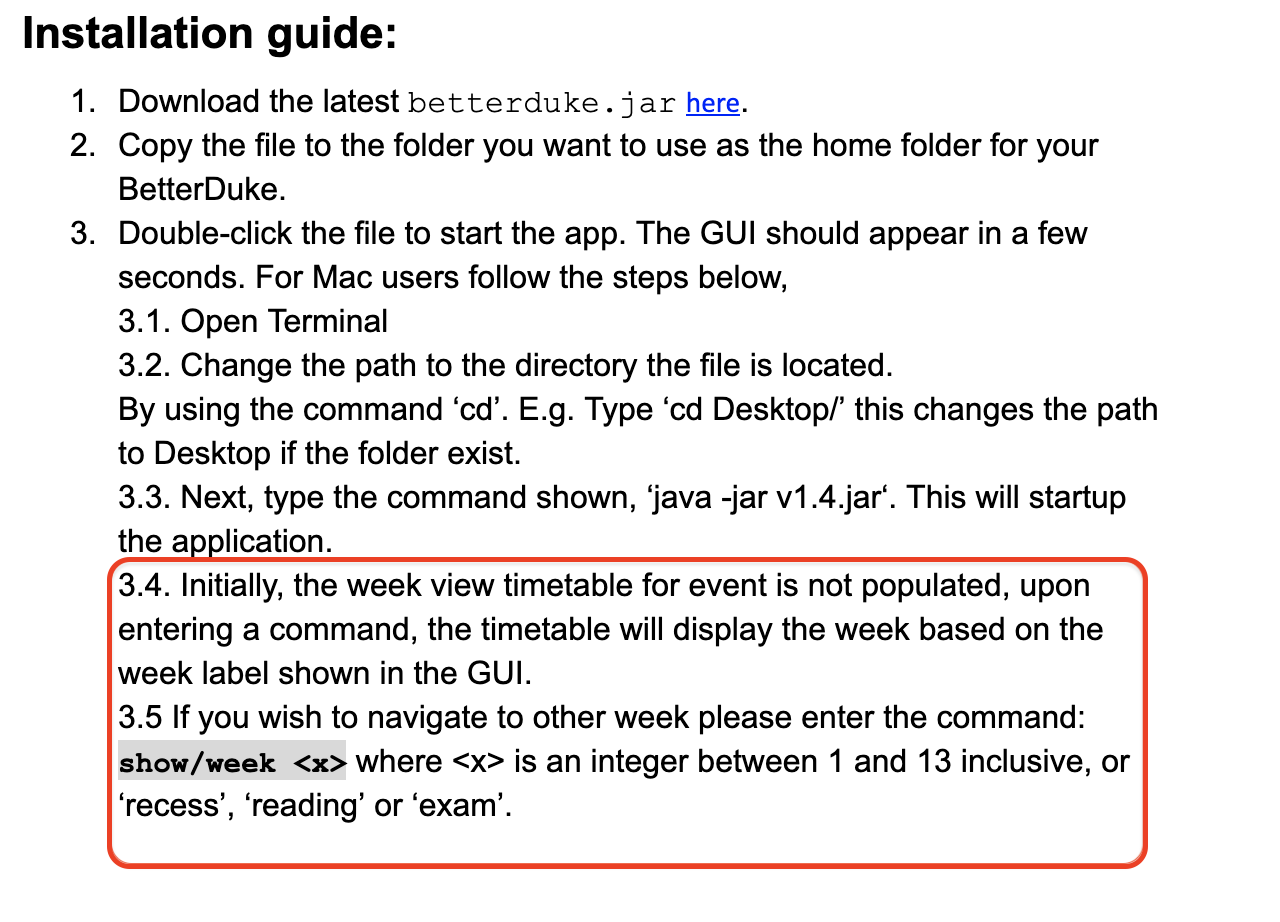 Installation guide:
1. Download the latest betterduke.jar here.
2. Copy the file to the folder you want to use as the home folder for your
BetterDuke.
3. Double-click the file to start the app. The GUI should appear in a few
seconds. For Mac users follow the steps below,
3.1. Open Terminal
3.2. Change the path to the directory the file is located.
By using the command ‘cd’. E.g. Type ‘cd Desktop/’ this changes the path
to Desktop if the folder exist.
3.3. Next, type the command shown, ‘java -jar v1.4.jar‘. This will startup
the application.
3.4. Initially, the week view timetable for event is not populated, upon
entering a command, the timetable will display the week based on the
week label shown in the GUI.
3.5 If you wish to navigate to other week please enter the command:
show/week <x> where <x> is an integer between 1 and 13 inclusive, or
‘recess’, ‘reading’ or ‘exam’.